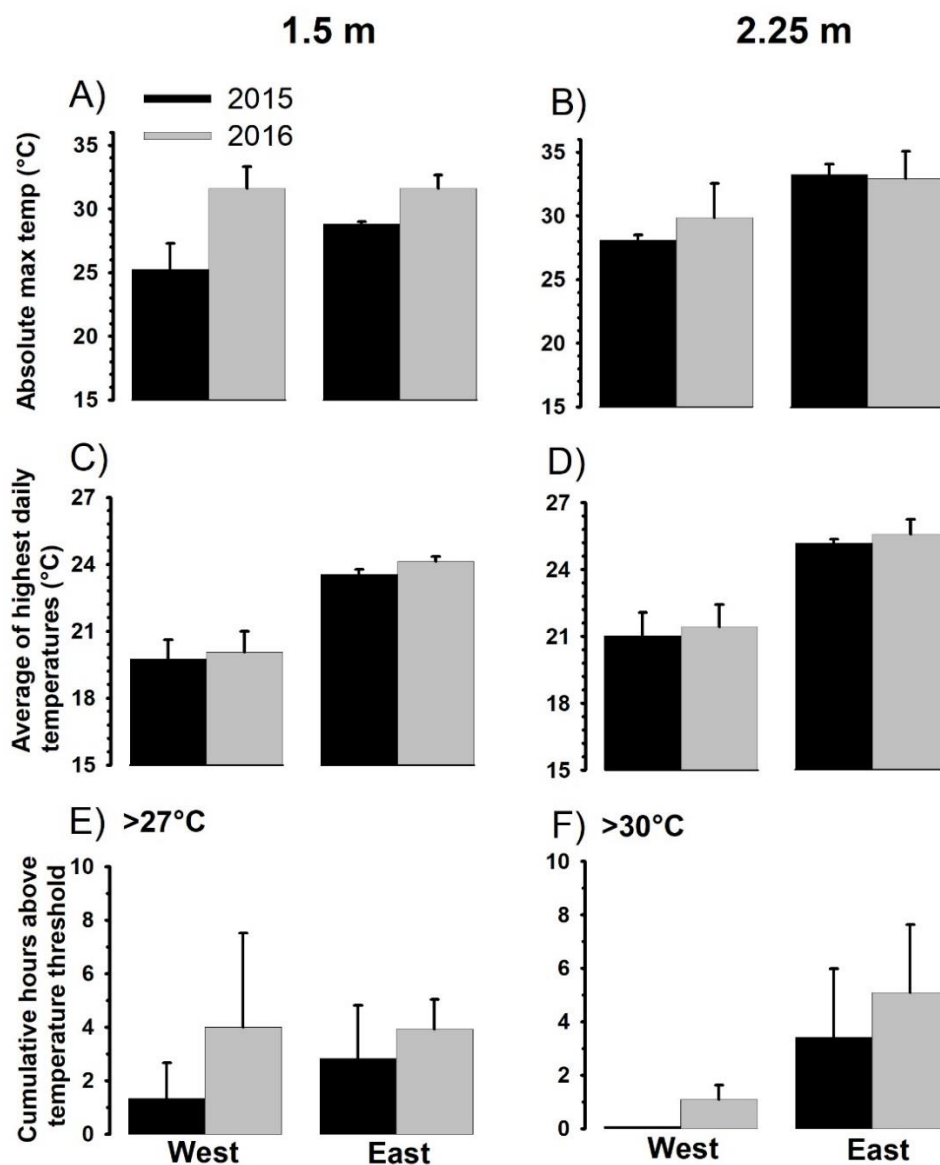 1.5 m 2.25 m
A) 2015
2016
B)
Absolute max temp (°C)
35
30
25
20
15
35
30
25
20
15
C)
D)
Average of highest daily
temperatures (°C)
27
24
21
18
15
27
24
21
18
15
E) >27°C
F) >30°C
Cumulative hours above
temperature threshold
10
8
6
4
2
0
10
8
6
4
2
0
West East
West East